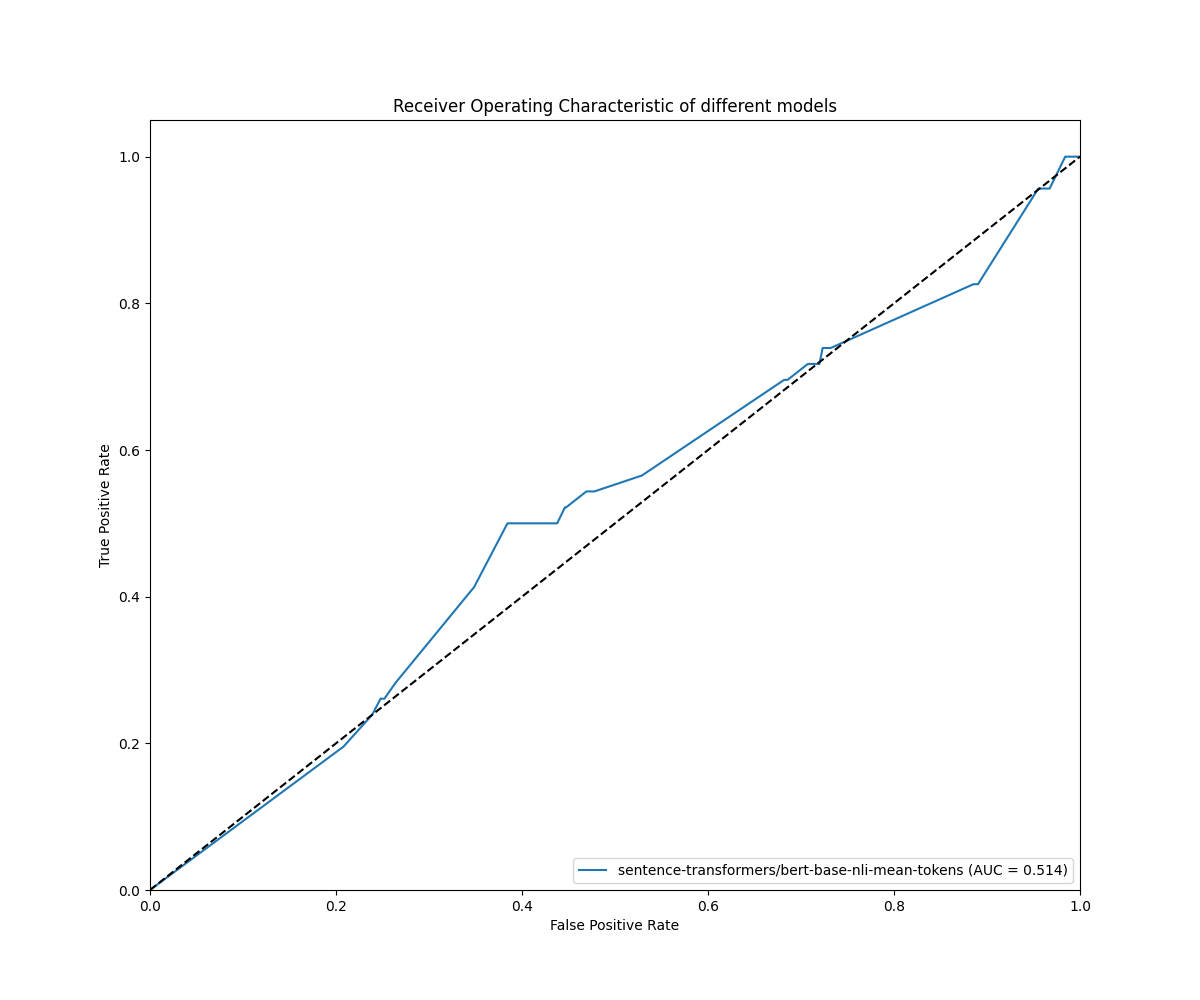 Receiver Operating Characteristic of different models
True Positive Rate
1.0
0.8
0.6
0.4
0.2
0.0
sentence-transformers/bert-base-nli-mean-tokens (AUC = 0.514)
0.0 0.2 0.4 0.6 0.8 1.0
False Positive Rate